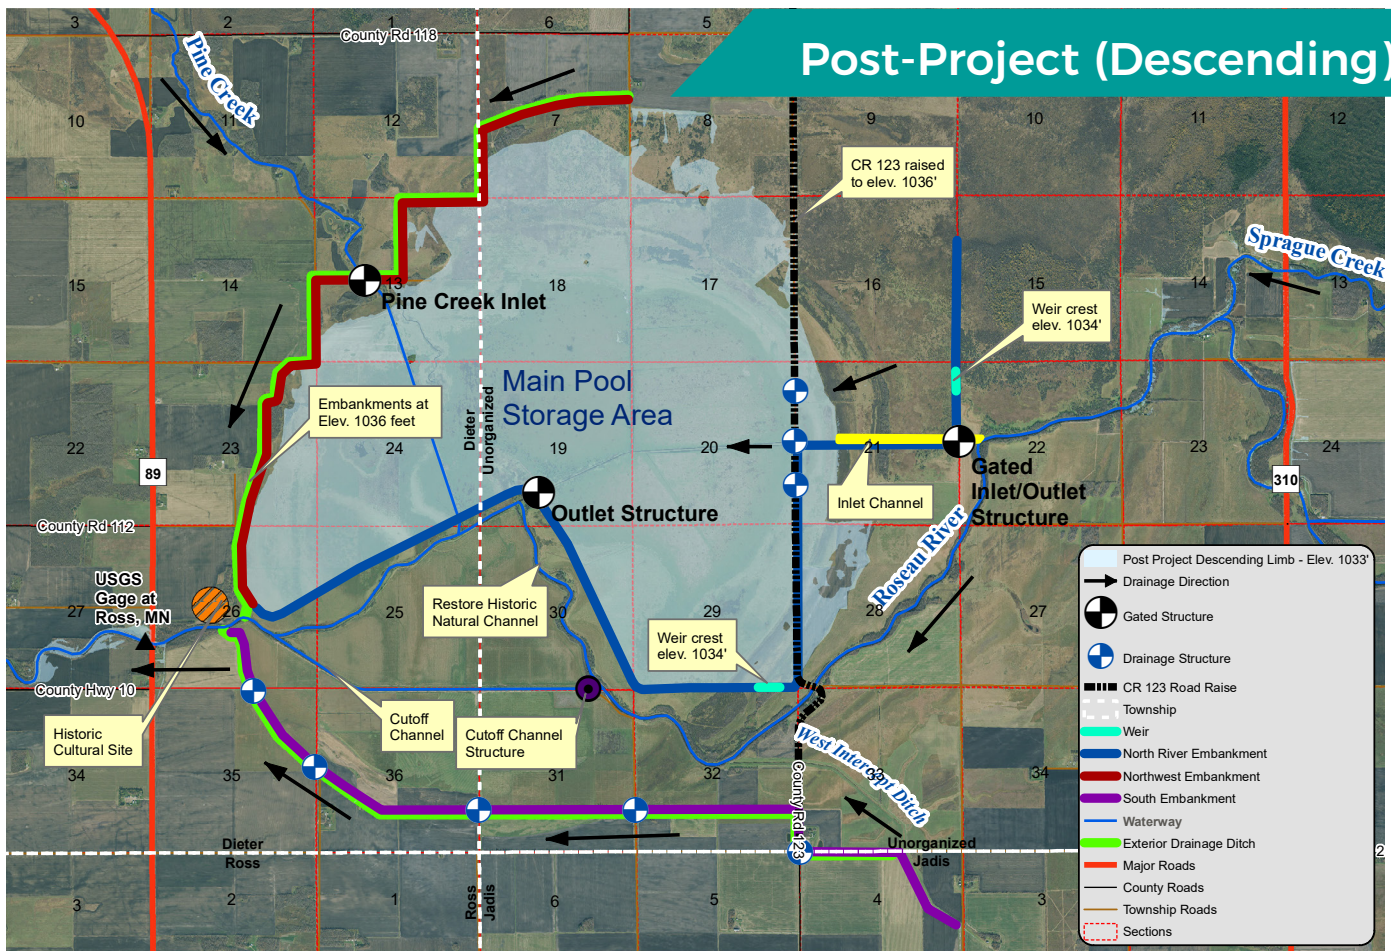 Post-Project (Descending)
3
2
1
6
5
County Rd 118
Pine Creek
10
11
12
7
8
9
10
11
12
CR 123 raised
to elev. 1036'
Sprague Creek
15
14
13
18
17
16
15
14
13
Pine Creek Inlet
Weir crest
elev. 1034'
Main Pool
Storage Area
Embankments at
Elev. 1036 feet
Dieter
Unorganized
22
23
24
19
20
21
22
23
24
89
310
Gated
Inlet/Outlet
Structure
Inlet Channel
Outlet Structure
County Rd 112
Roseau River
USGS
Gage at
Ross, MN
27
26
25
30
29
28
27
Restore Historic
Natural Channel
Weir crest
elev. 1034'
County Hwy 10
Historic
Cultural Site
Cutoff
Channel
Cutoff Channel
Structure
West Intercept Ditch
34
35
36
31
32
33
34
County Rd 123
Dieter
Ross
Unorganized
Jadis
2
Ross
Jadis
3
2
1
6
5
4
3
Post Project Descending Limb - Elev. 1033'
Drainage Direction
Gated Structure
Drainage Structure
CR 123 Road Raise
Township
Weir
North River Embankment
Northwest Embankment
South Embankment
Waterway
Exterior Drainage Ditch
Major Roads
County Roads
Township Roads
Sections